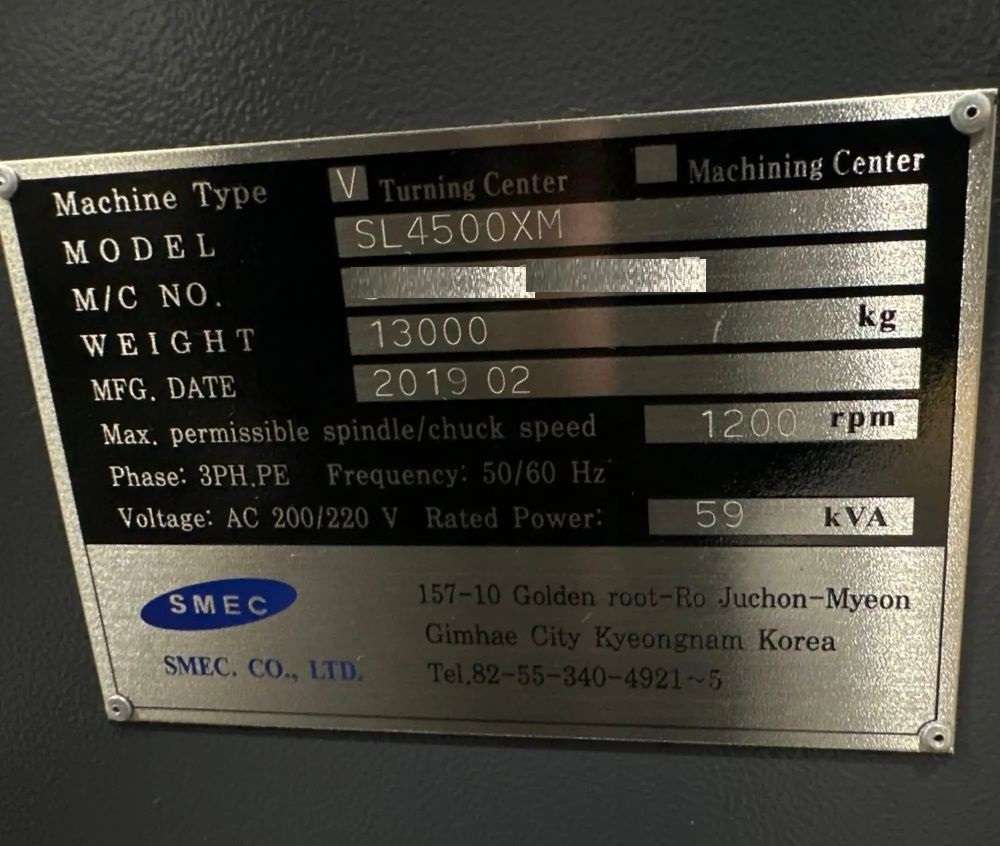 Machine Type V Turning Center Machining Center
MODEL SL4500XM
M/C NO.
WEIGHT 13000 kg
MFG. DATE 2019 02
Max. permissible spindle/chuck speed 1200 rpm
Phase: 3PH.PE Frequency: 50/60 Hz
Voltage: AC 200/220 V Rated Power: 59 kVA
SMEC
SMEC. CO., LTD.
157-10 Golden root-Ro Juchon-Myeon
Gimhae City Kyeongnam Korea
Tel.82-55-340-4921~5